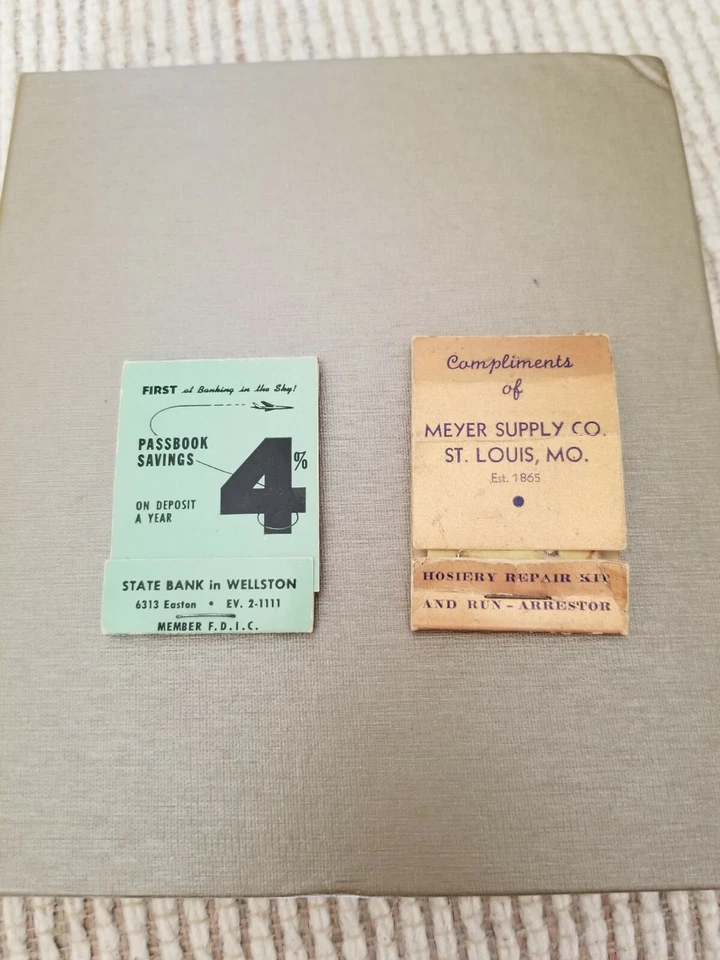 FIRST at Banking in the Sky!
PASSBOOK
SAVINGS
4%
ON DEPOSIT
A YEAR
STATE BANK in WELLSTON
6313 Easton • EV. 2-1111
MEMBER F.D.I.C.
Compliments
of
MEYER SUPPLY CO.
ST. LOUIS, MO.
Est. 1865
HOSIERY REPAIR KIT
AND RUN-ARRESTOR